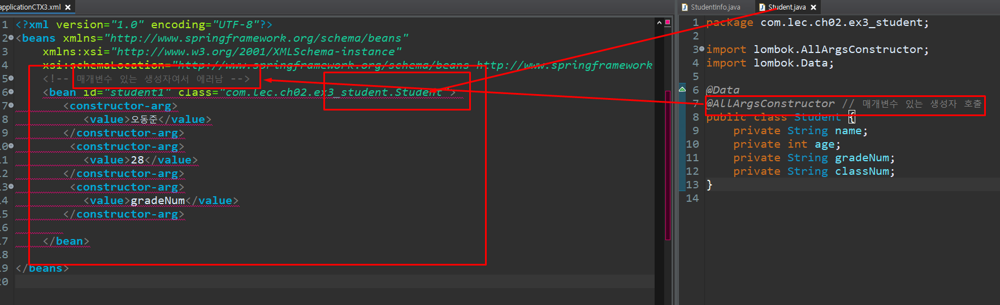 applicationCTX3.xml
1 <?xml version="1.0" encoding="UTF-8"?>
2 <beans xmlns="http://www.springframework.org/schema/beans"
3 xmlns:xsi="http://www.w3.org/2001/XMLSchema-instance"
4 xsi:schemaLocation="http://www.springframework.org/schema/beans http://www.springframework
5 <!-- 매개변수 있는 생성자여서 에러남 -->
6 <bean id="student1" class="com.lec.ch02.ex3_student.Student">
7 <constructor-arg>
8 <value>오동준</value>
9 </constructor-arg>
10 <constructor-arg>
11 <value>28</value>
12 </constructor-arg>
13 <constructor-arg>
14 <value>gradeNum</value>
15 </constructor-arg>
16
17 </bean>
18
19 </beans>
20
StudentInfo.java Student.java
1 package com.lec.ch02.ex3_student;
2
3 import lombok.AllArgsConstructor;
4 import lombok.Data;
5
6 @Data
7 @AllArgsConstructor // 매개변수 있는 생성자 호출
8 public class Student {
9 private String name;
10 private int age;
11 private String gradeNum;
12 private String classNum;
13 }
14